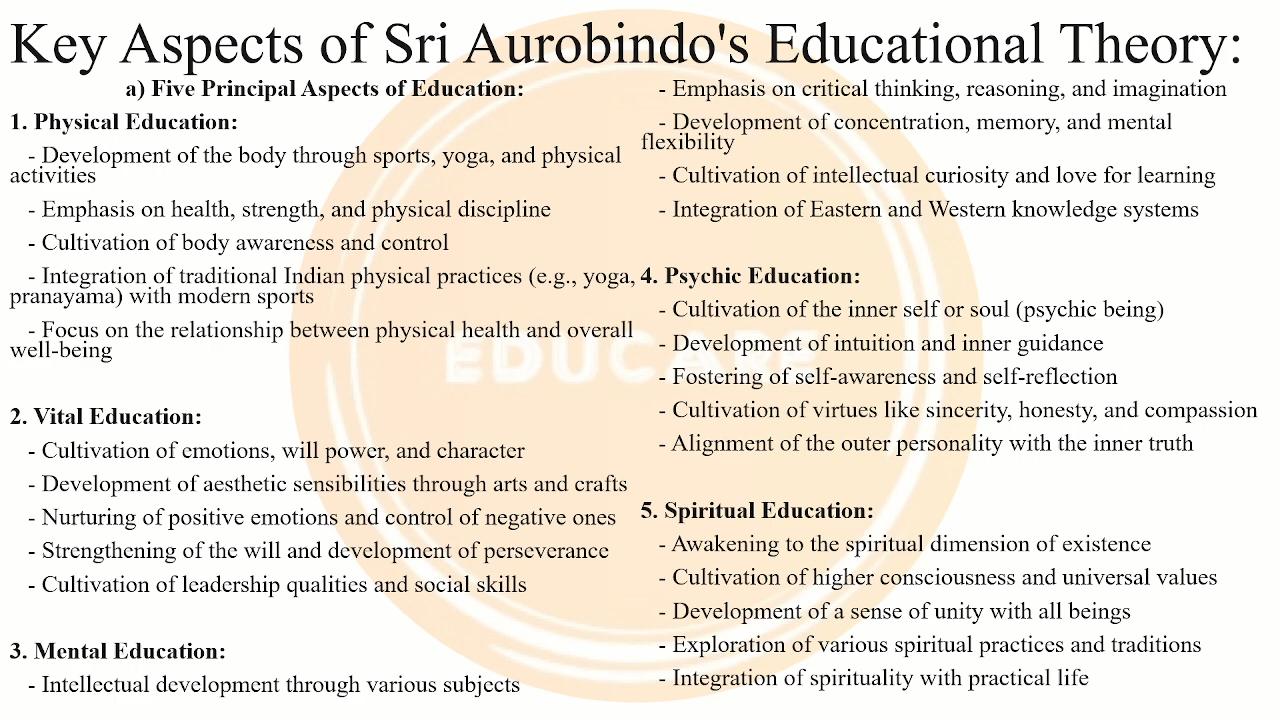 Key Aspects of Sri Aurobindo's Educational Theory:
a) Five Principal Aspects of Education:
1. Physical Education:
- Development of the body through sports, yoga, and physical
activities
- Emphasis on health, strength, and physical discipline
- Cultivation of body awareness and control
- Integration of traditional Indian physical practices (e.g., yoga,
pranayama) with modern sports
- Focus on the relationship between physical health and overall
well-being
2. Vital Education:
- Cultivation of emotions, will power, and character
- Development of aesthetic sensibilities through arts and crafts
- Nurturing of positive emotions and control of negative ones
- Strengthening of the will and development of perseverance
- Cultivation of leadership qualities and social skills
3. Mental Education:
- Intellectual development through various subjects
- Emphasis on critical thinking, reasoning, and imagination
- Development of concentration, memory, and mental
flexibility
- Cultivation of intellectual curiosity and love for learning
- Integration of Eastern and Western knowledge systems
4. Psychic Education:
- Cultivation of the inner self or soul (psychic being)
- Development of intuition and inner guidance
- Fostering of self-awareness and self-reflection
- Cultivation of virtues like sincerity, honesty, and compassion
- Alignment of the outer personality with the inner truth
5. Spiritual Education:
- Awakening to the spiritual dimension of existence
- Cultivation of higher consciousness and universal values
- Development of a sense of unity with all beings
- Exploration of various spiritual practices and traditions
- Integration of spirituality with practical life